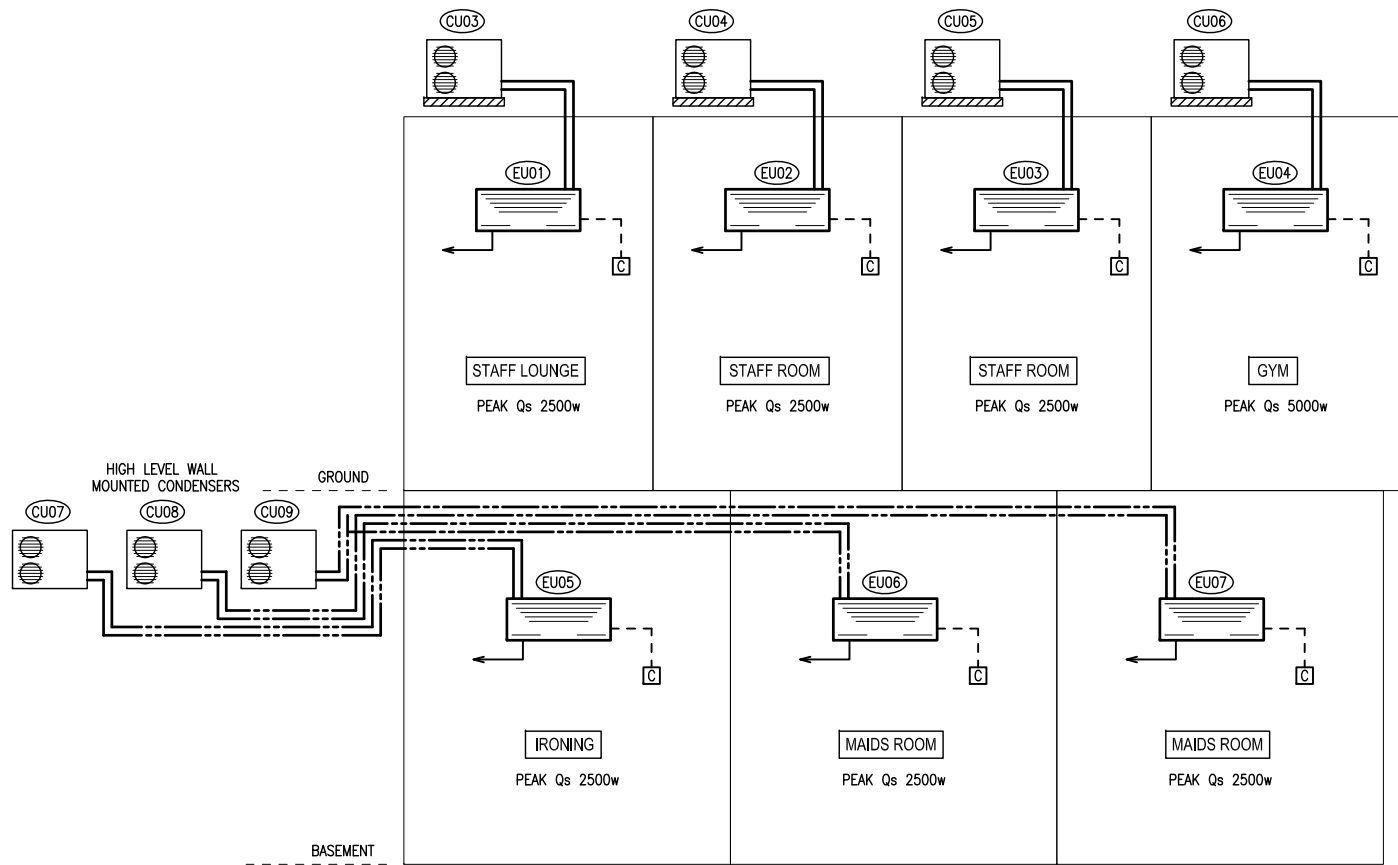 CU03
CU04
CU05
CU06
EU01
EU02
EU03
EU04
C
C
C
C
STAFF LOUNGE
STAFF ROOM
STAFF ROOM
GYM
PEAK Qs 2500w
PEAK Qs 2500w
PEAK Qs 2500w
PEAK Qs 5000w
HIGH LEVEL WALL
MOUNTED CONDENSERS
GROUND
CU07
CU08
CU09
EU05
EU06
EU07
C
C
C
IRONING
MAIDS ROOM
MAIDS ROOM
PEAK Qs 2500w
PEAK Qs 2500w
PEAK Qs 2500w
BASEMENT